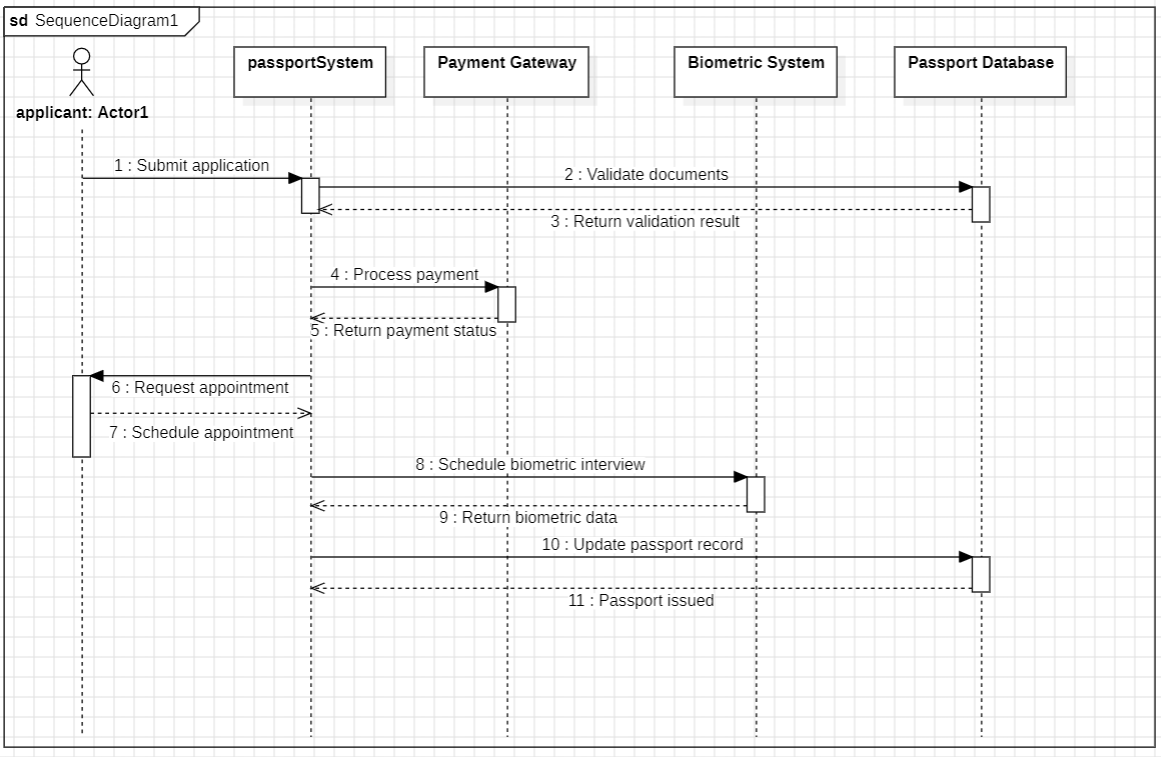 sd SequenceDiagram1
passportSystem
Payment Gateway
Biometric System
Passport Database
applicant: Actor1
1 : Submit application
2 : Validate documents
3 : Return validation result
4 : Process payment
5 : Return payment status
6 : Request appointment
7 : Schedule appointment
8 : Schedule biometric interview
9 : Return biometric data
10 : Update passport record
11 : Passport issued